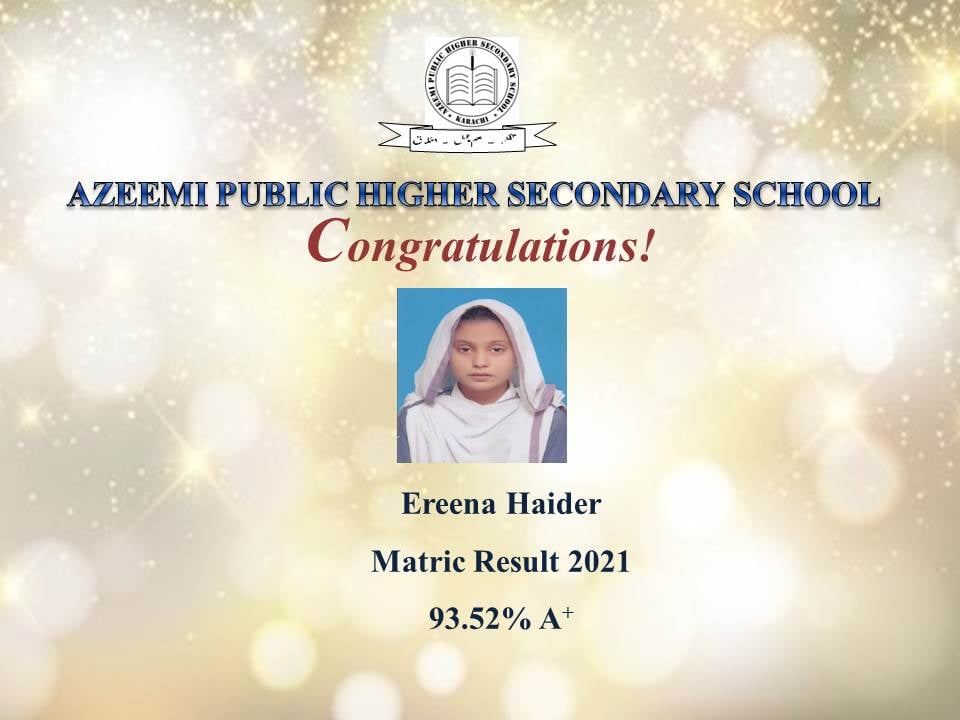 AZEEMI PUBLIC HIGHER SECONDARY SCHOOL
KARACHI
AZEEMI PUBLIC HIGHER SECONDARY SCHOOL
Congratulations!
Ereena Haider
Matric Result 2021
93.52% A+